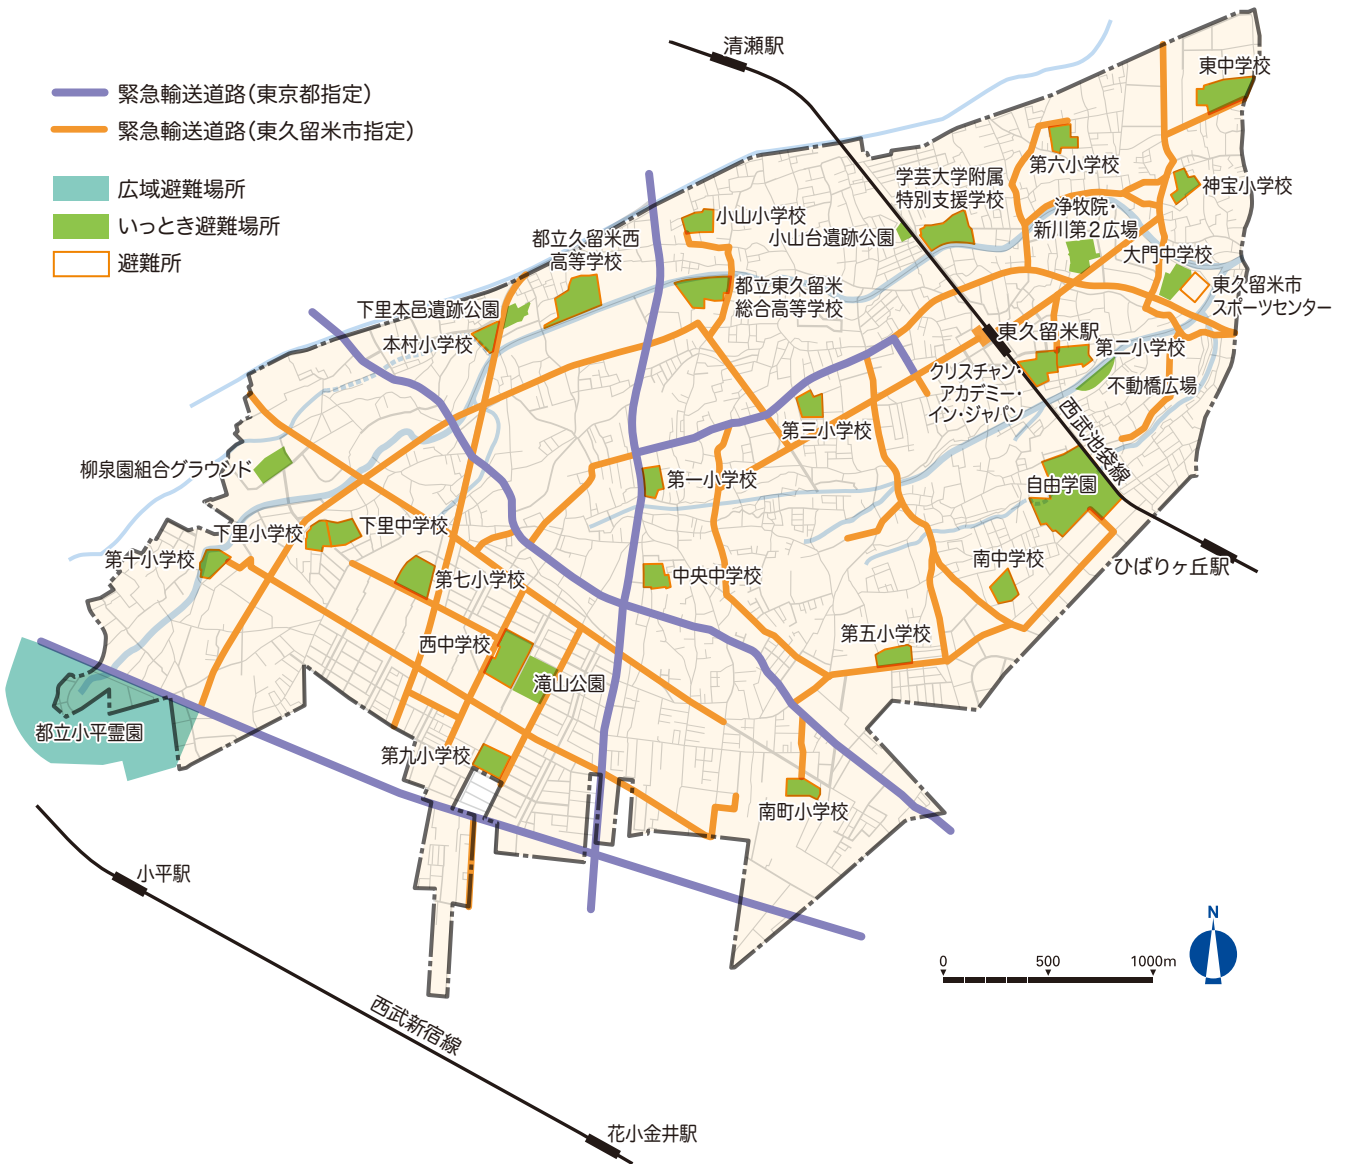 緊急輸送道路(東京都指定)
緊急輸送道路(東久留米市指定)
広域避難場所
いっとき避難場所
避難所
清瀬駅
東中学校
第六小学校
学芸大学附属
特別支援学校
神宝小学校
浄牧院・
新川第2広場
小山小学校
小山台遺跡公園
都立久留米西
高等学校
大門中学校
都立東久留米
総合高等学校
東久留米市
スポーツセンター
下里本邑遺跡公園
本村小学校
東久留米駅
第二小学校
クリスチャン・
アカデミー・
イン・ジャパン
不動橋広場
西武池袋線
第三小学校
柳泉園組合グラウンド
第一小学校
自由学園
下里小学校
下里中学校
第十小学校
第七小学校
中央中学校
南中学校
ひばりヶ丘駅
西中学校
第五小学校
滝山公園
都立小平霊園
第九小学校
南町小学校
小平駅
N
0
500
1000m
西武新宿線
花小金井駅